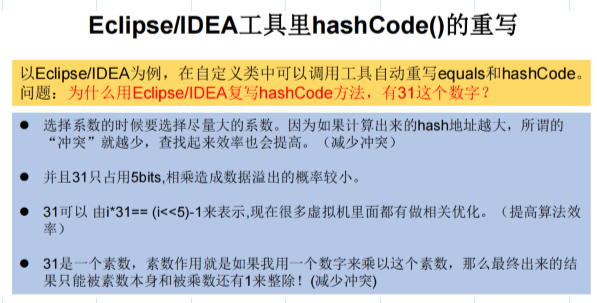 Eclipse/IDEA工具里hashCode()的重写
以Eclipse/IDEA为例，在自定义类中可以调用工具自动重写equals和hashCode。
问题：为什么用Eclipse/IDEA复写hashCode方法，有31这个数字？
● 选择系数的时候要选择尽量大的系数。因为如果计算出来的hash地址越大，所谓的
“冲突”就越少，查找起来效率也会提高。（减少冲突）
● 并且31只占用5bits,相乘造成数据溢出的概率较小。
● 31可以 由i*31== (i<<5)-1来表示,现在很多虚拟机里面都有做相关优化。（提高算法效
率）
● 31是一个素数，素数作用就是如果我用一个数字来乘以这个素数，那么最终出来的结
果只能被素数本身和被乘数还有1来整除！(减少冲突)